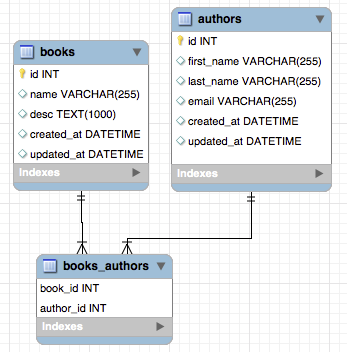 books
id INT
name VARCHAR(255)
desc TEXT(1000)
created_at DATETIME
updated_at DATETIME
Indexes
authors
id INT
first_name VARCHAR(255)
last_name VARCHAR(255)
email VARCHAR(255)
created_at DATETIME
updated_at DATETIME
Indexes
books_authors
book_id INT
author_id INT
Indexes